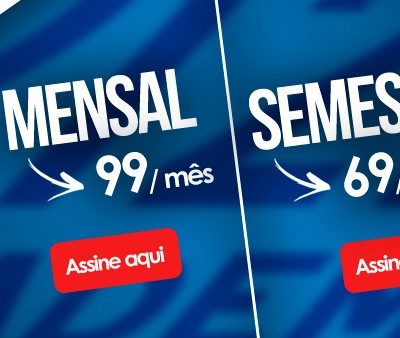 MENSAL
99/ mês
Assine aqui
SEMES
69/
Assin